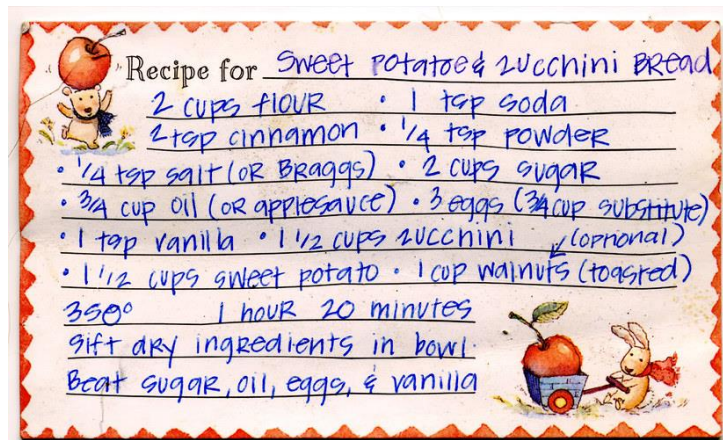 Recipe for Sweet Potatoe & Zucchini Bread
2 cups flour • 1 tsp soda
2 tsp cinnamon • 1/4 tsp powder
• 1/4 tsp salt (or Braggs) • 2 cups sugar
• 3/4 cup oil (or applesauce) • 3 eggs (3/4 cup substitute)
• 1 tsp vanilla • 1 1/2 cups zucchini (optional)
• 1 1/2 cups sweet potato • 1 cup walnuts (toasted)
350° 1 hour 20 minutes
Sift dry ingredients in bowl
Beat sugar, oil, eggs, & vanilla